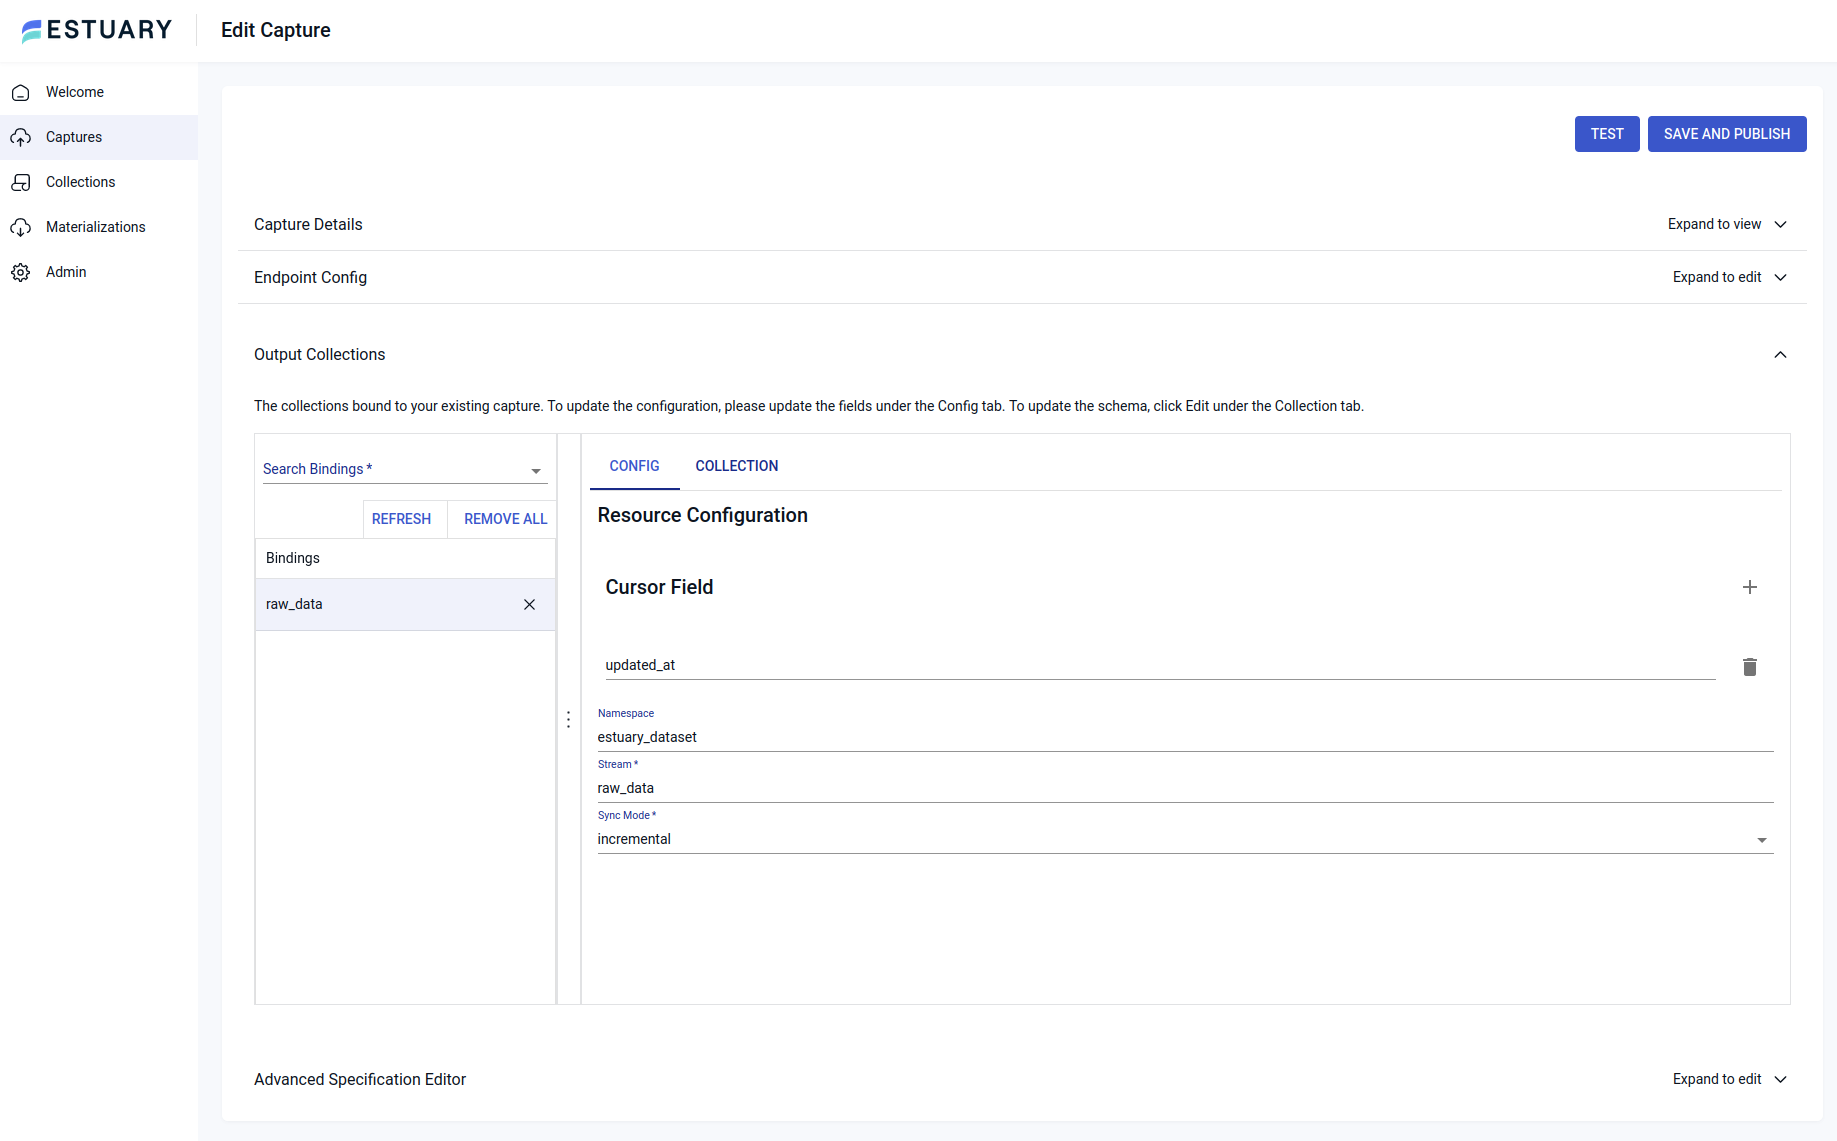 ESTUARY
Edit Capture
Welcome
Captures
Collections
Materializations
Admin
TEST
SAVE AND PUBLISH
Capture Details
Expand to view
Endpoint Config
Expand to edit
Output Collections
The collections bound to your existing capture. To update the configuration, please update the fields under the Config tab. To update the schema, click Edit under the Collection tab.
Search Bindings *
REFRESH
REMOVE ALL
Bindings
raw_data
CONFIG
COLLECTION
Resource Configuration
Cursor Field
updated_at
Namespace
estuary_dataset
Stream *
raw_data
Sync Mode *
incremental
Advanced Specification Editor
Expand to edit